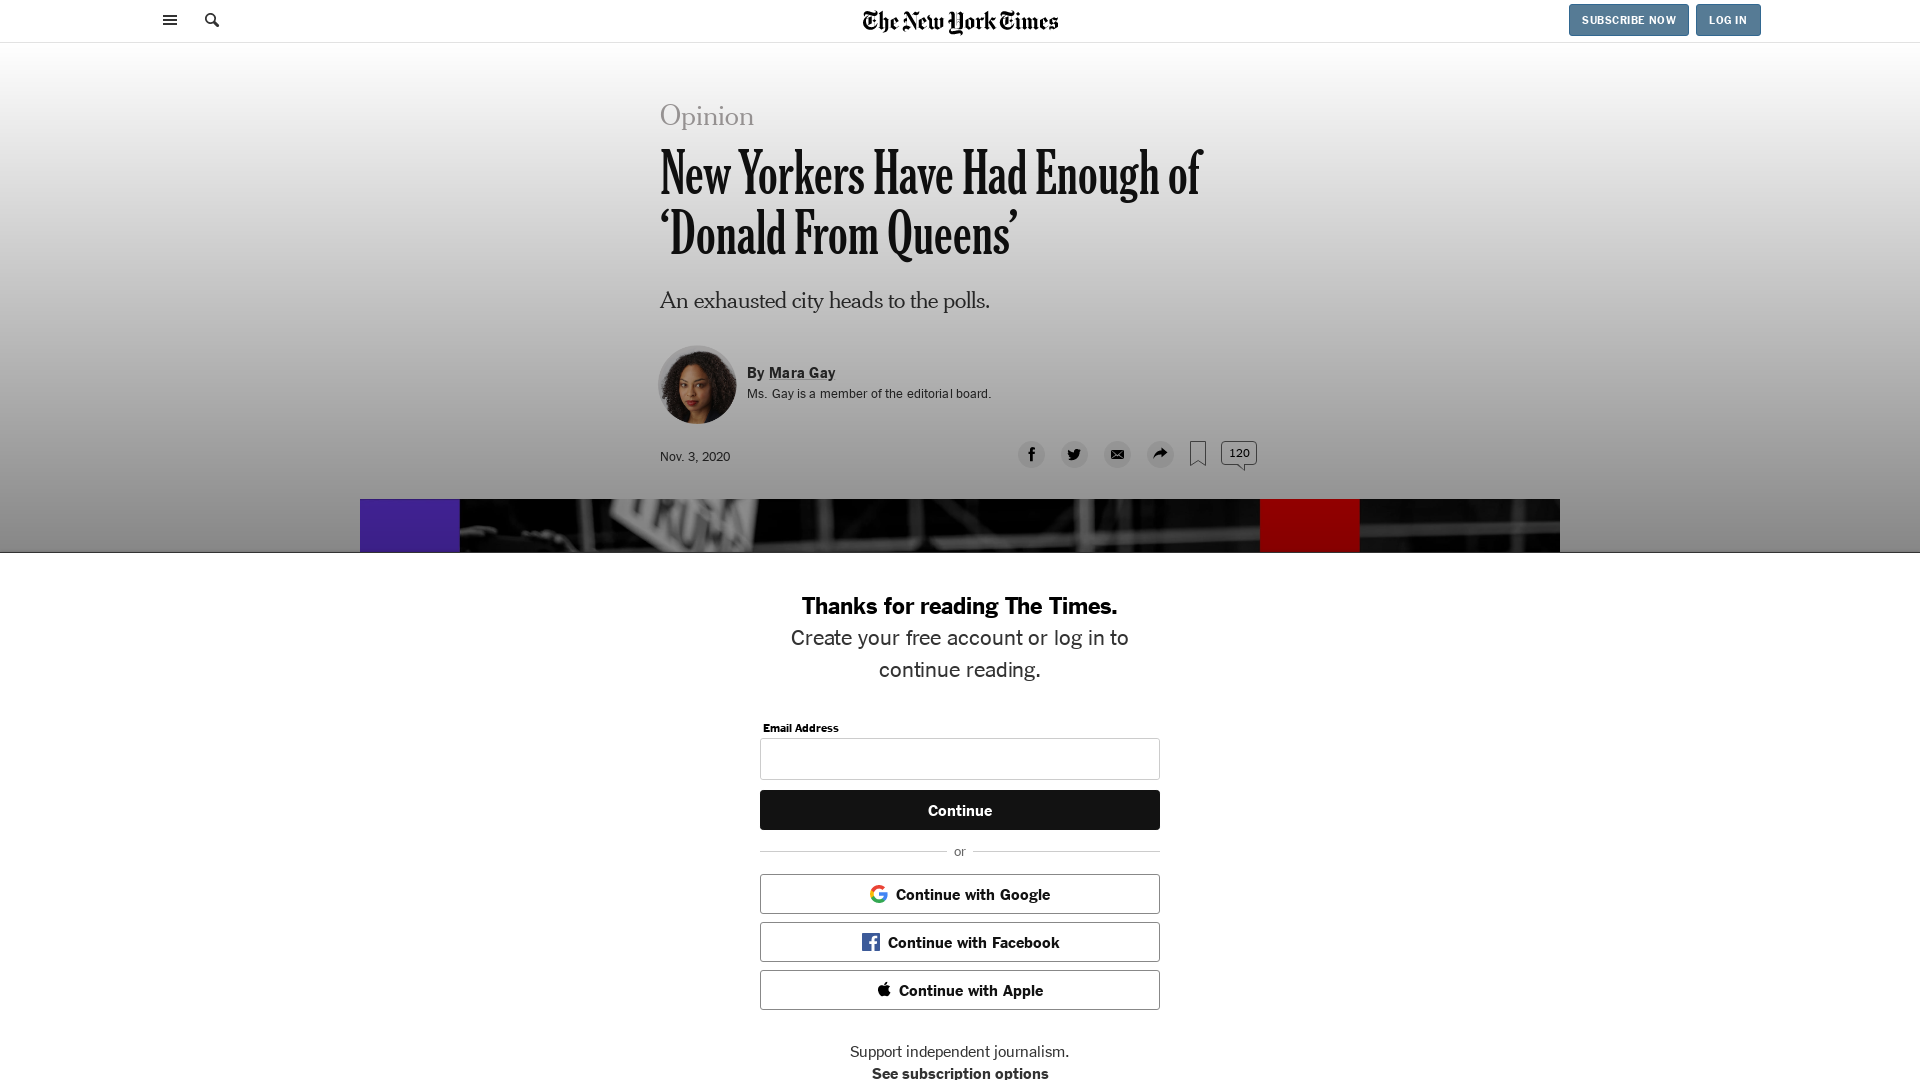 The New York Times
SUBSCRIBE NOW
LOG IN
Opinion
New Yorkers Have Had Enough of
‘Donald From Queens’
An exhausted city heads to the polls.
By Mara Gay
Ms. Gay is a member of the editorial board.
Nov. 3, 2020
120
Thanks for reading The Times.
Create your free account or log in to
continue reading.
Email Address
Continue
or
Continue with Google
Continue with Facebook
Continue with Apple
Support independent journalism.
See subscription options